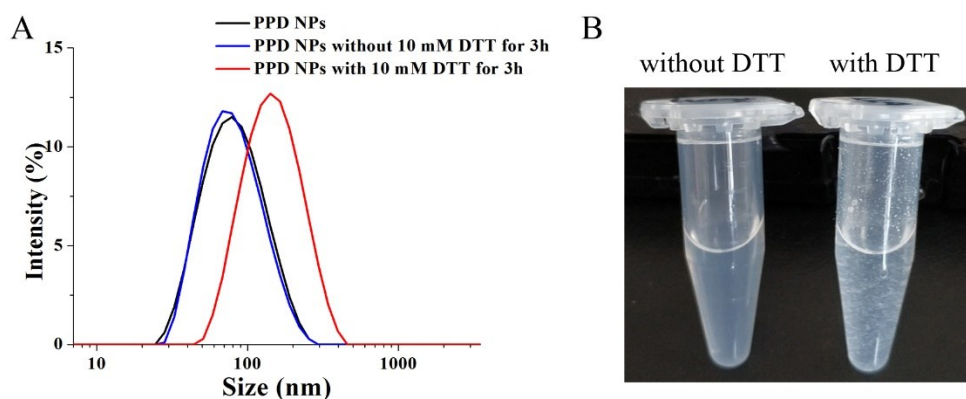 A
PPD NPs
PPD NPs without 10 mM DTT for 3h
PPD NPs with 10 mM DTT for 3h
15
10
5
0
Intensity (%)
10
100
1000
Size (nm)
B
without DTT
with DTT